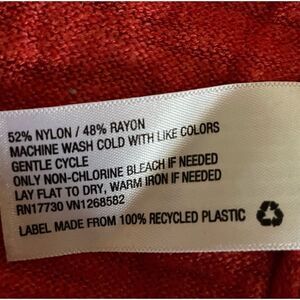 52% NYLON / 48% RAYON
MACHINE WASH COLD WITH LIKE COLORS
GENTLE CYCLE
ONLY NON-CHLORINE BLEACH IF NEEDED
LAY FLAT TO DRY, WARM IRON IF NEEDED
RN17730 VN1268582
LABEL MADE FROM 100% RECYCLED PLASTIC